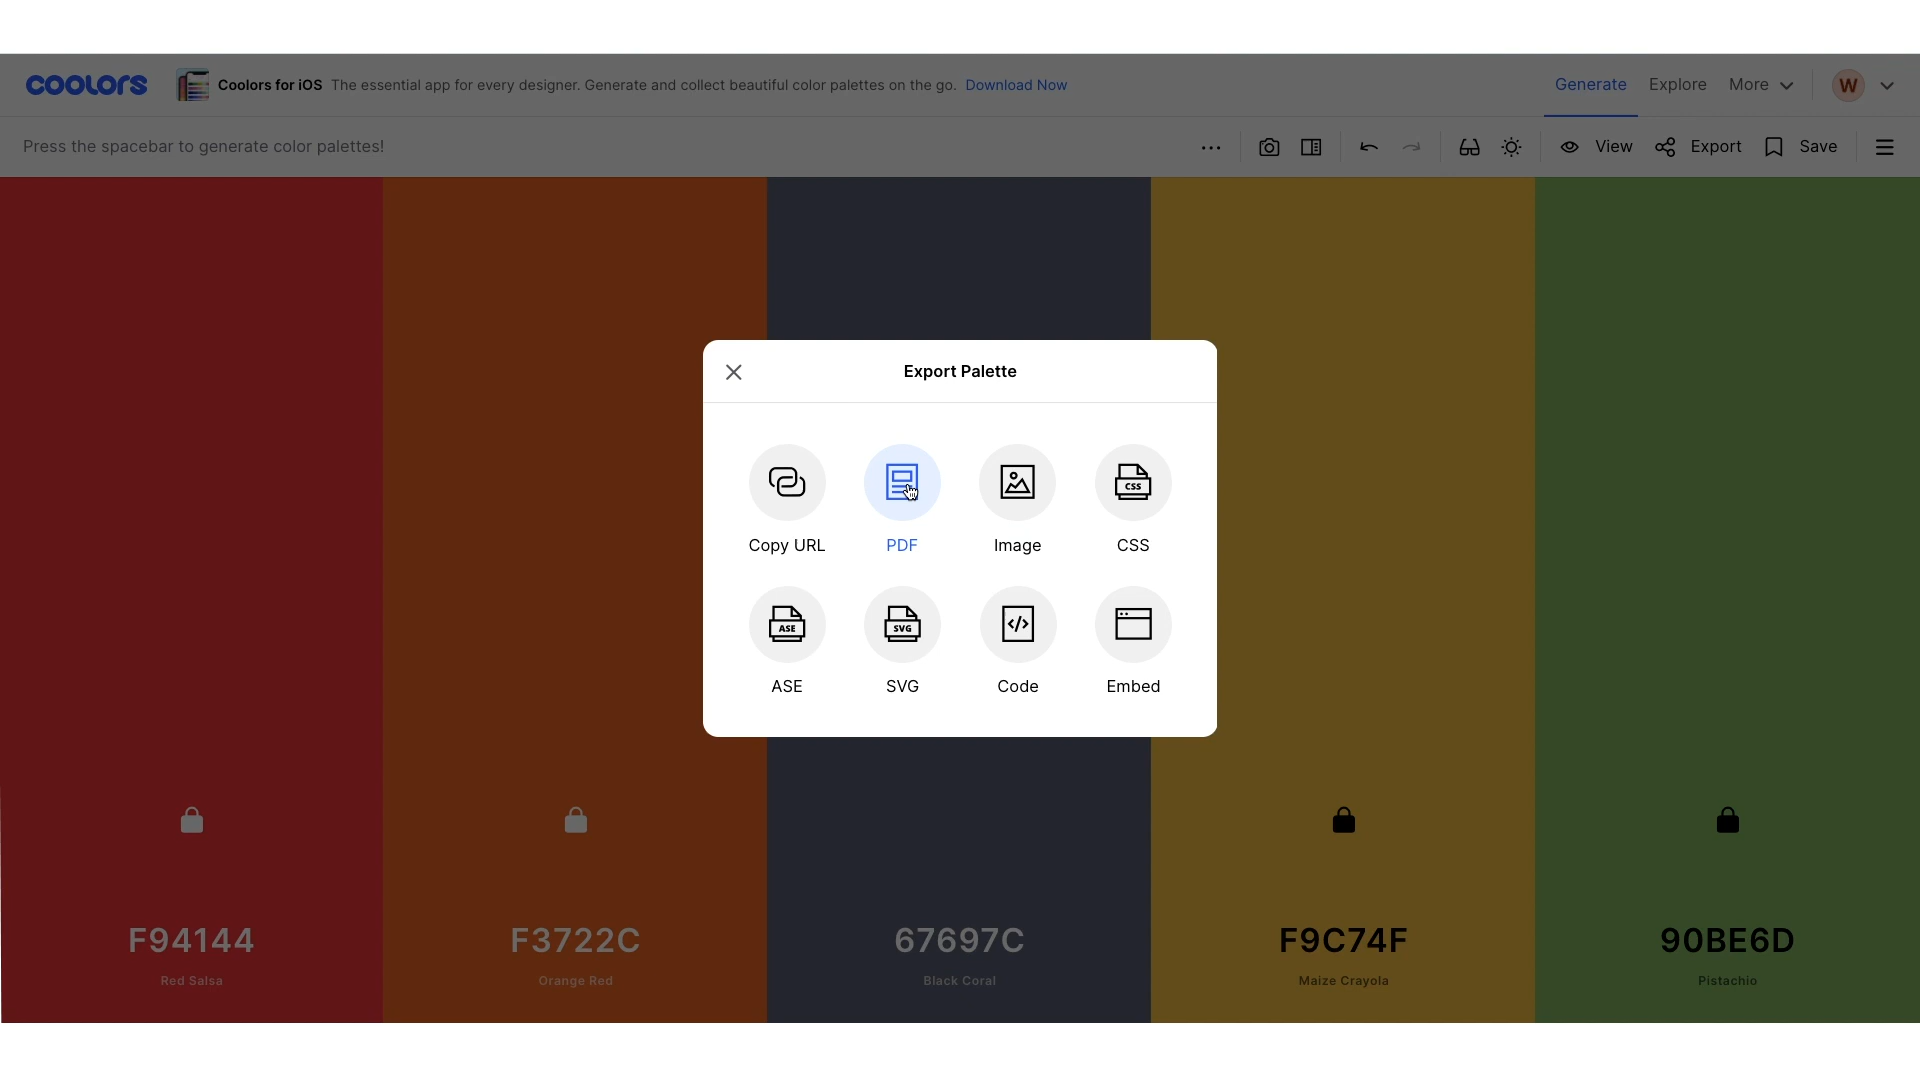 coolors
Coolors for iOS The essential app for every designer. Generate and collect beautiful color palettes on the go. Download Now
Generate Explore More W
Press the spacebar to generate color palettes!
View Export Save
Export Palette
Copy URL PDF Image CSS
CSS
ASE SVG
ASE SVG Code Embed
F94144 F3722C 67697C F9C74F 90BE6D
Red Salsa Orange Red Black Coral Maize Crayola Pistachio